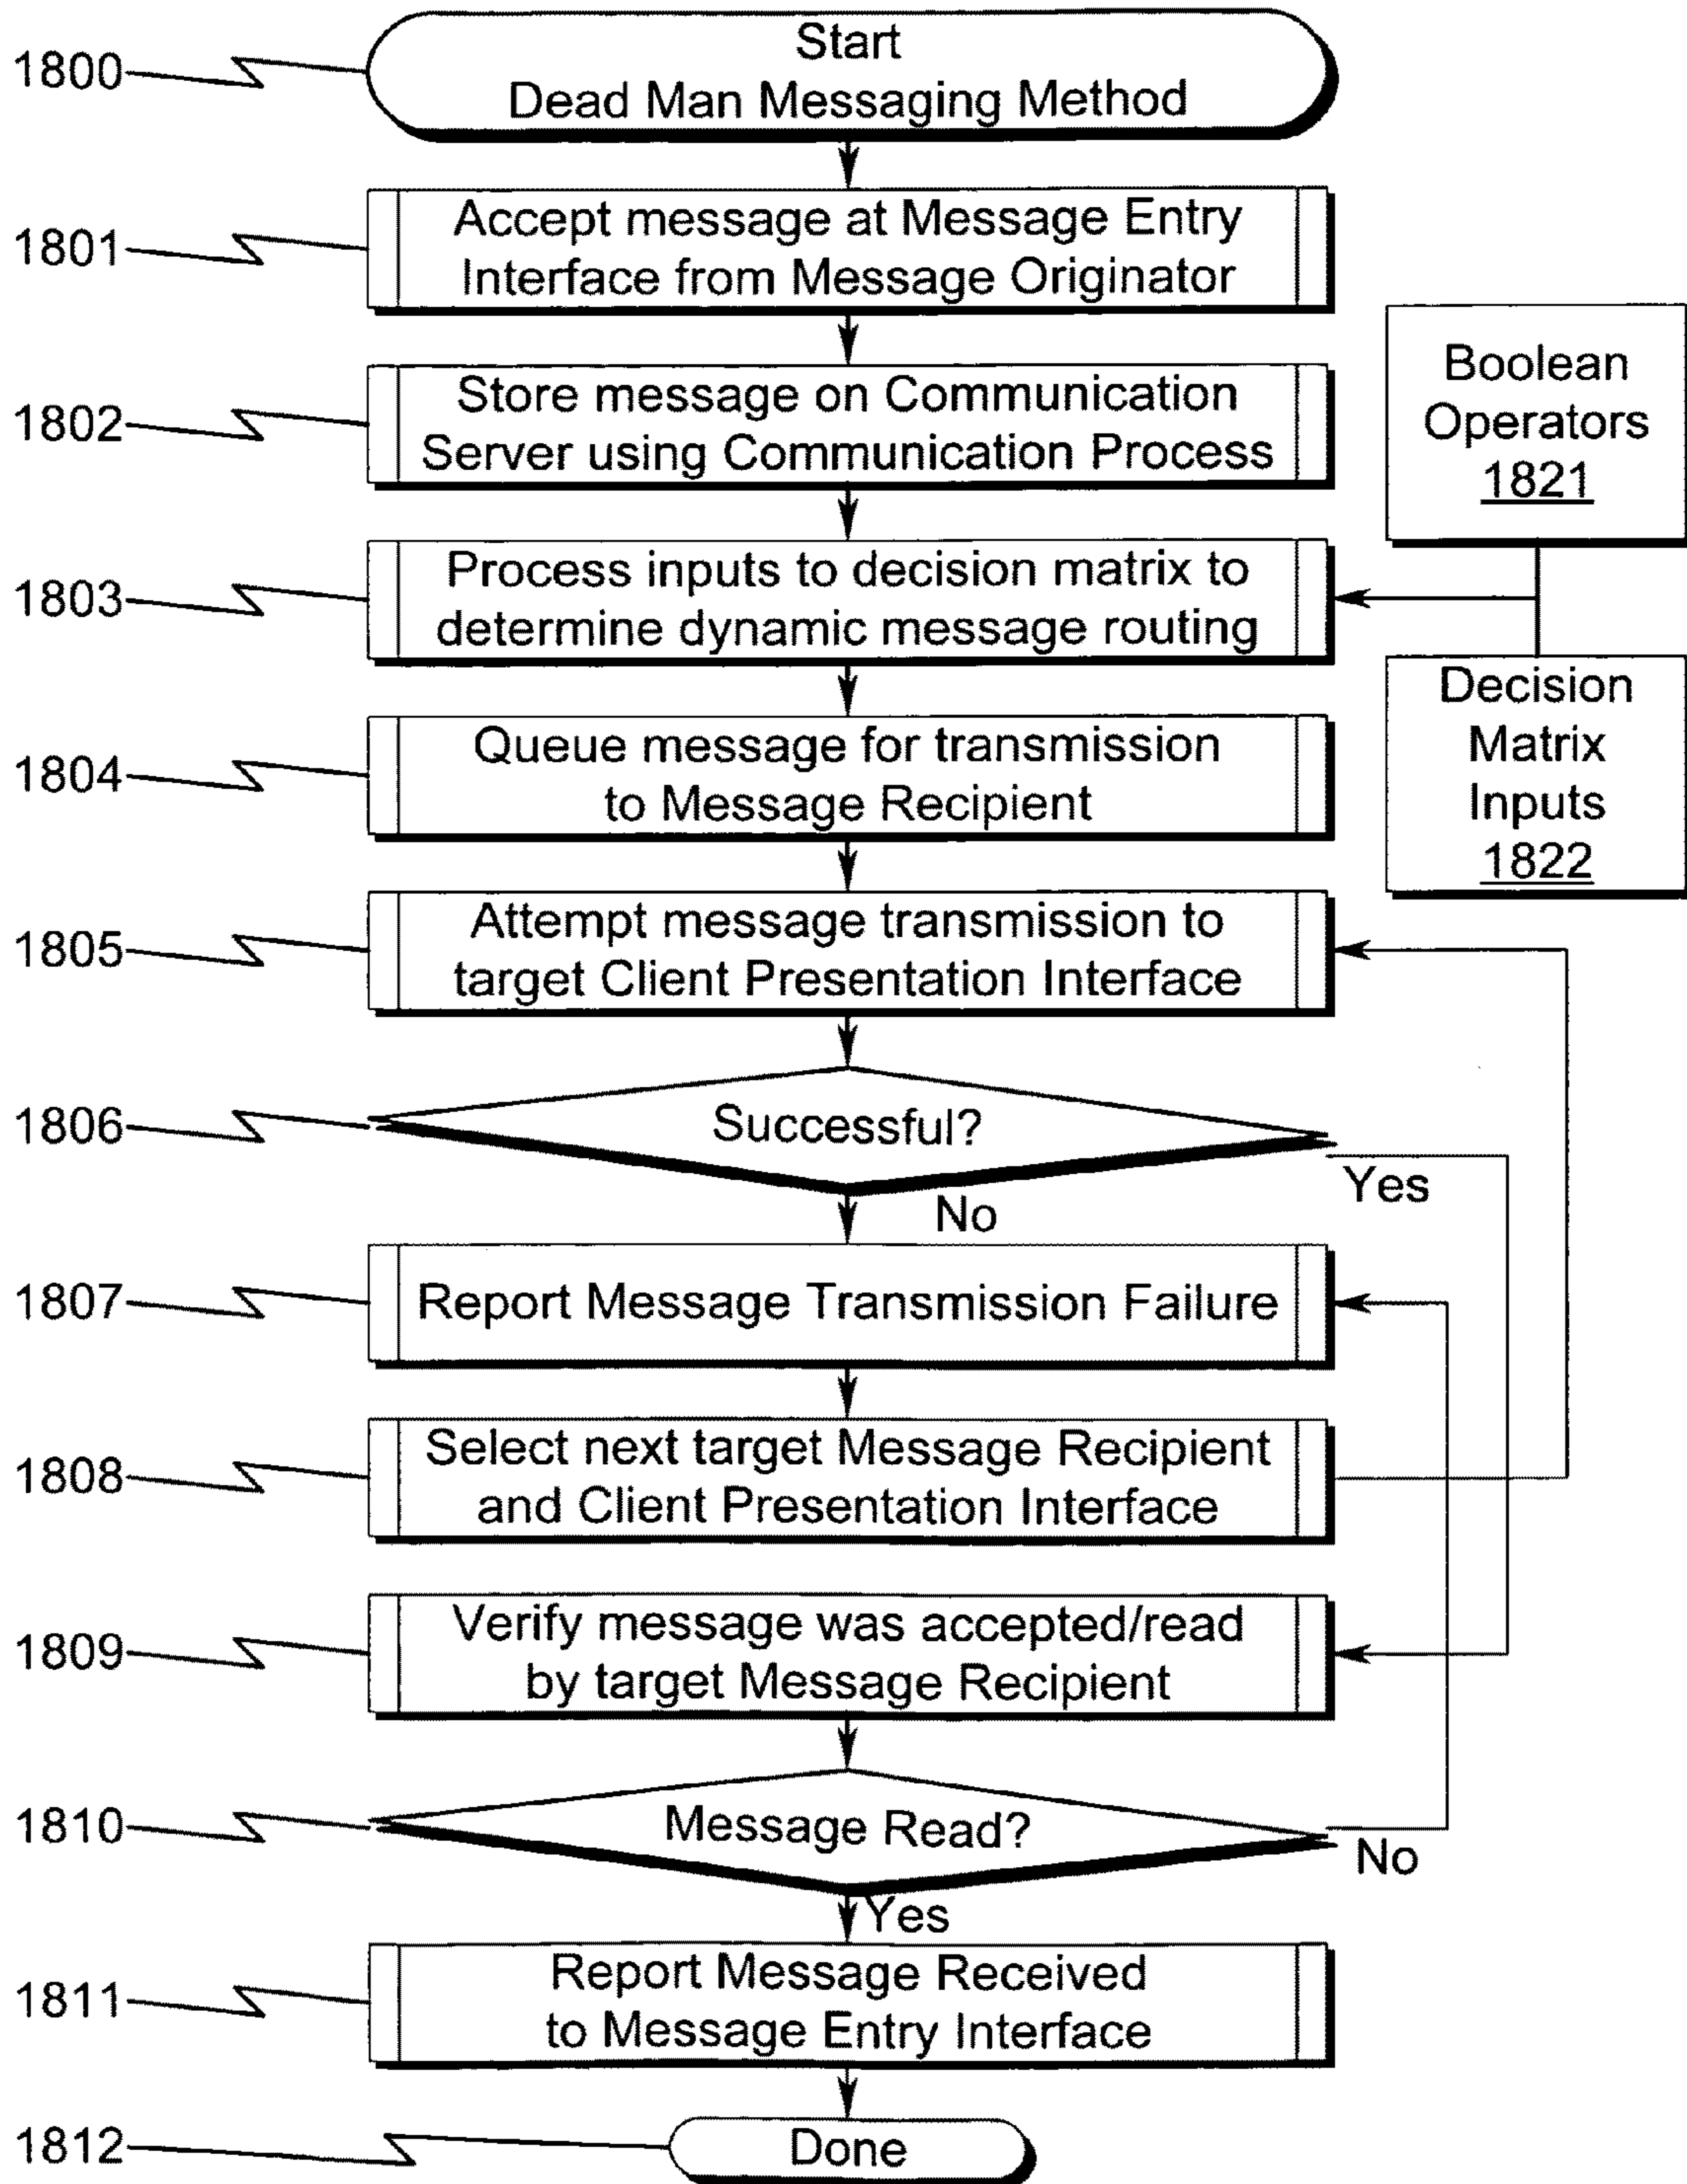 1800
Start
Dead Man Messaging Method
1801
Accept message at Message Entry
Interface from Message Originator
1802
Store message on Communication
Server using Communication Process
Boolean
Operators
1821
1803
Process inputs to decision matrix to
determine dynamic message routing
Decision
Matrix
Inputs
1822
1804
Queue message for transmission
to Message Recipient
1805
Attempt message transmission to
target Client Presentation Interface
1806
Successful?
Yes
No
1807
Report Message Transmission Failure
1808
Select next target Message Recipient
and Client Presentation Interface
1809
Verify message was accepted/read
by target Message Recipient
1810
Message Read?
No
Yes
1811
Report Message Received
to Message Entry Interface
1812
Done